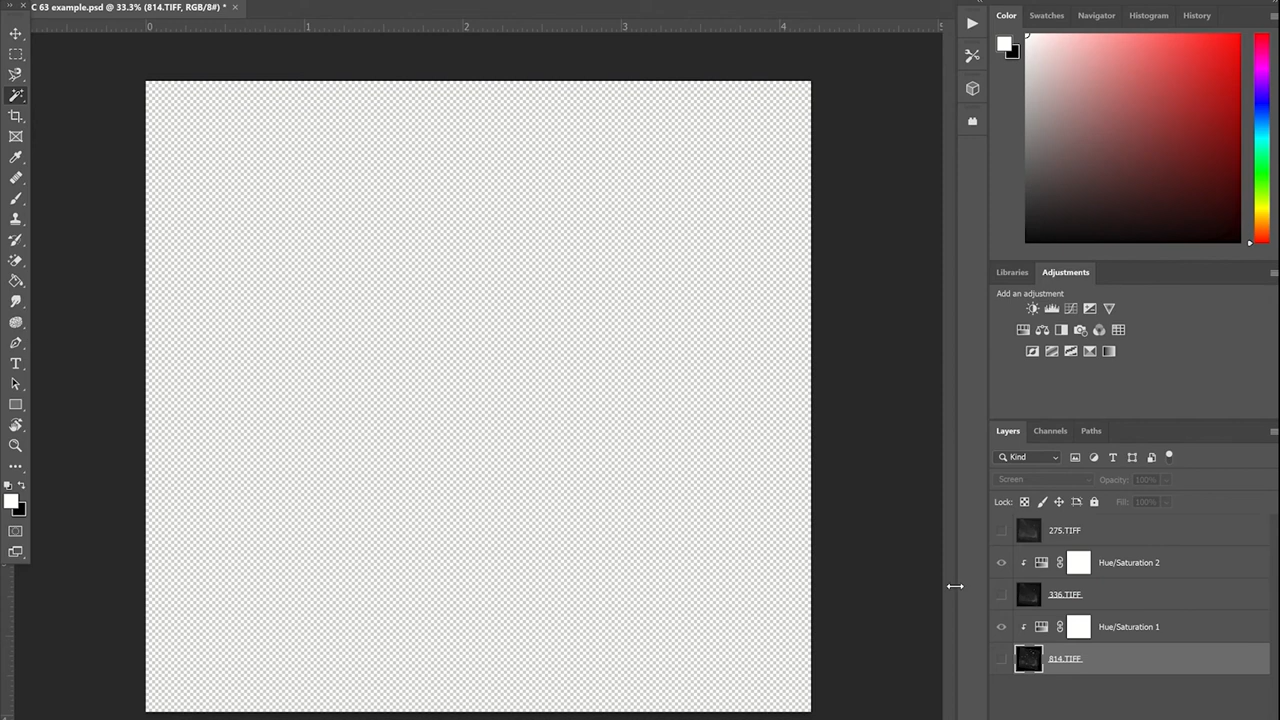 C 63 example.psd @ 33.3% (814.TIFF, RGB/8#) * ×
0 1 2 3 4 5
Color Swatches Navigator Histogram History
Libraries Adjustments
Add an adjustment
Layers Channels Paths
Kind
Screen Opacity: 100%
Lock: Fill: 100%
275.TIFF
Hue/Saturation 2
336.TIFF
Hue/Saturation 1
814.TIFF